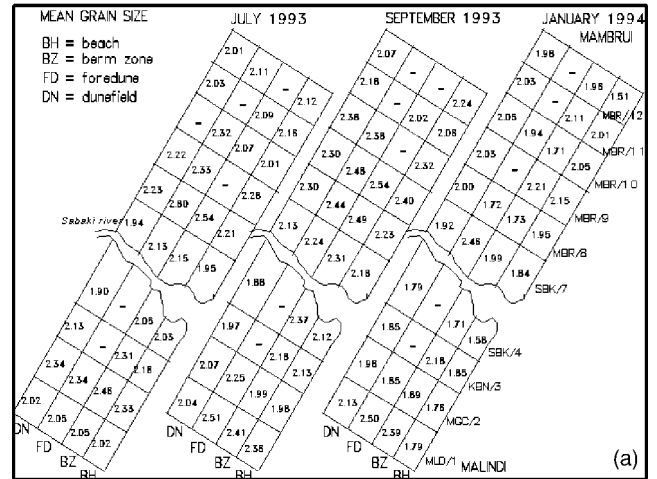 MEAN GRAIN SIZE
JULY 1993
SEPTEMBER 1993
JANUARY 1994
BH = beach
BZ = berm zone
FD = foredune
DN = dunefield
MAMBRUI
2.01 2.11 – 2.12
2.03 – 2.09 2.16
– 2.32 2.07 2.01
2.22 2.33 – 2.28
2.23 2.80 2.54 2.21
1.94 2.13 2.15 1.95
2.07 – – 2.24
2.16 – 2.02 2.06
2.36 2.38 – 2.32
2.30 2.48 2.54 2.40
2.30 2.44 2.49 2.23
2.13 2.24 2.31 2.18
1.98 – 1.98 1.51
2.03 – 2.11 2.01
2.05 1.94 1.71 2.05
2.03 – 2.21 2.15
2.00 1.72 1.73 1.95
1.92 2.46 1.99 1.84
MBR/12
MBR/11
MBR/10
MBR/9
MBR/8
SBK/7
Sabaki river
1.90 – 2.05 2.03
2.13 – 2.31 2.18
2.34 2.34 2.48 2.33
2.02 2.05 2.05 2.02
1.88 – 2.37 2.12
1.97 – 2.18 2.13
2.07 2.25 1.99 1.98
2.04 2.51 2.41 2.38
1.79 – 1.71 1.58
1.85 – 2.18 1.85
1.98 1.85 1.89 1.78
2.13 2.50 2.39 1.79
SBK/4
KBN/3
MGC/2
MLD/1
MALINDI
DN FD BZ BH
DN FD BZ BH
DN FD BZ BH
(a)